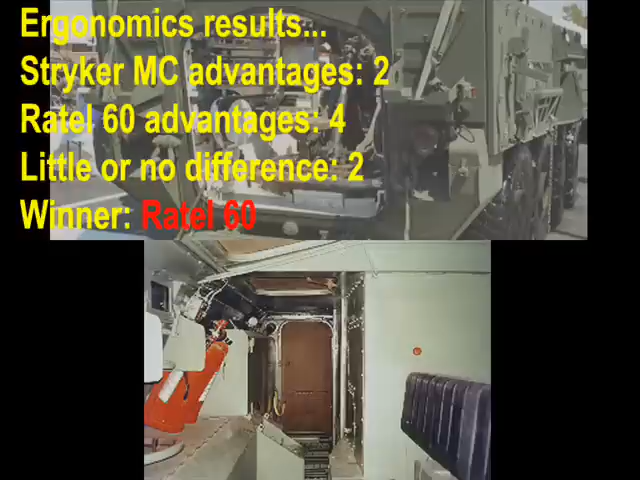 Ergonomics results...
Stryker MC advantages: 2
Ratel 60 advantages: 4
Little or no difference: 2
Winner: Ratel 60